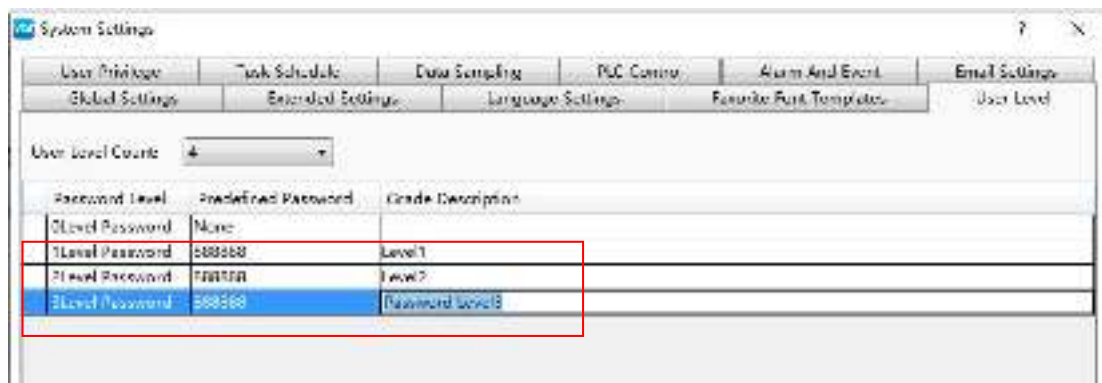 System Settings ? ×
User Privilege Task Schedule Data Sampling PLC Control Alarm And Event Email Settings
Global Settings Extended Settings Language Settings Favorite Font Templates User Level
User Level Count: 4
Password Level Predefined Password Grade Description
0Level Password None
1Level Password 888888 Level1
2Level Password 888888 Level2
3Level Password 888888 Password Level3